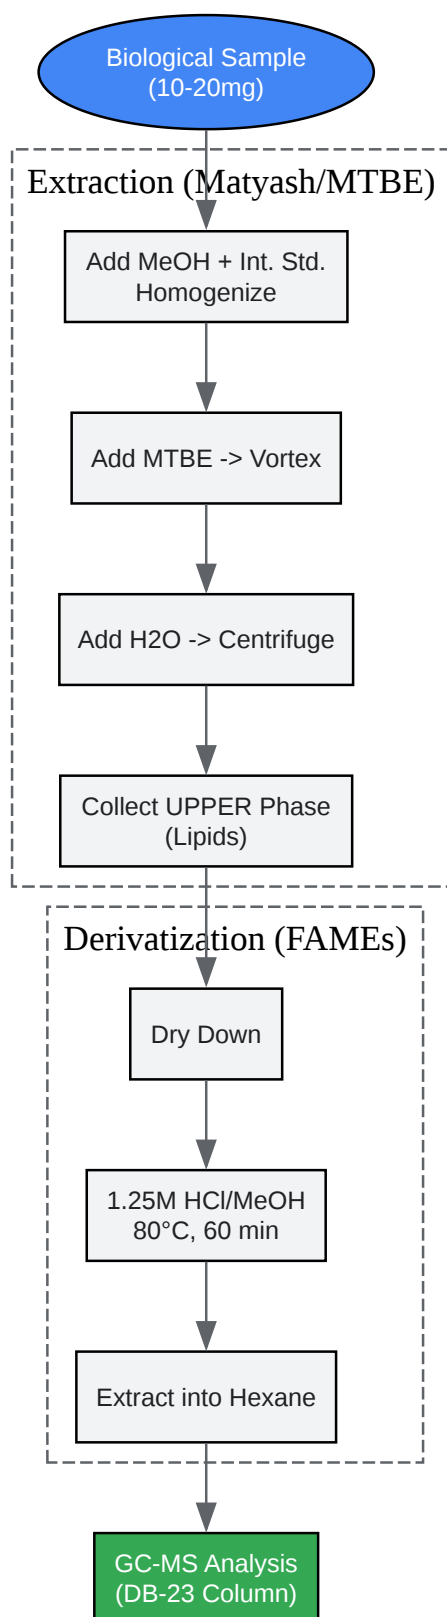 Biological Sample
(10-20mg)
Extraction (Matyash/MTBE)
Add MeOH + Int. Std.
Homogenize
Add MTBE -> Vortex
Add H2O -> Centrifuge
Collect UPPER Phase
(Lipids)
Derivatization (FAMEs)
Dry Down
1.25M HCl/MeOH
80°C, 60 min
Extract into Hexane
GC-MS Analysis
(DB-23 Column)